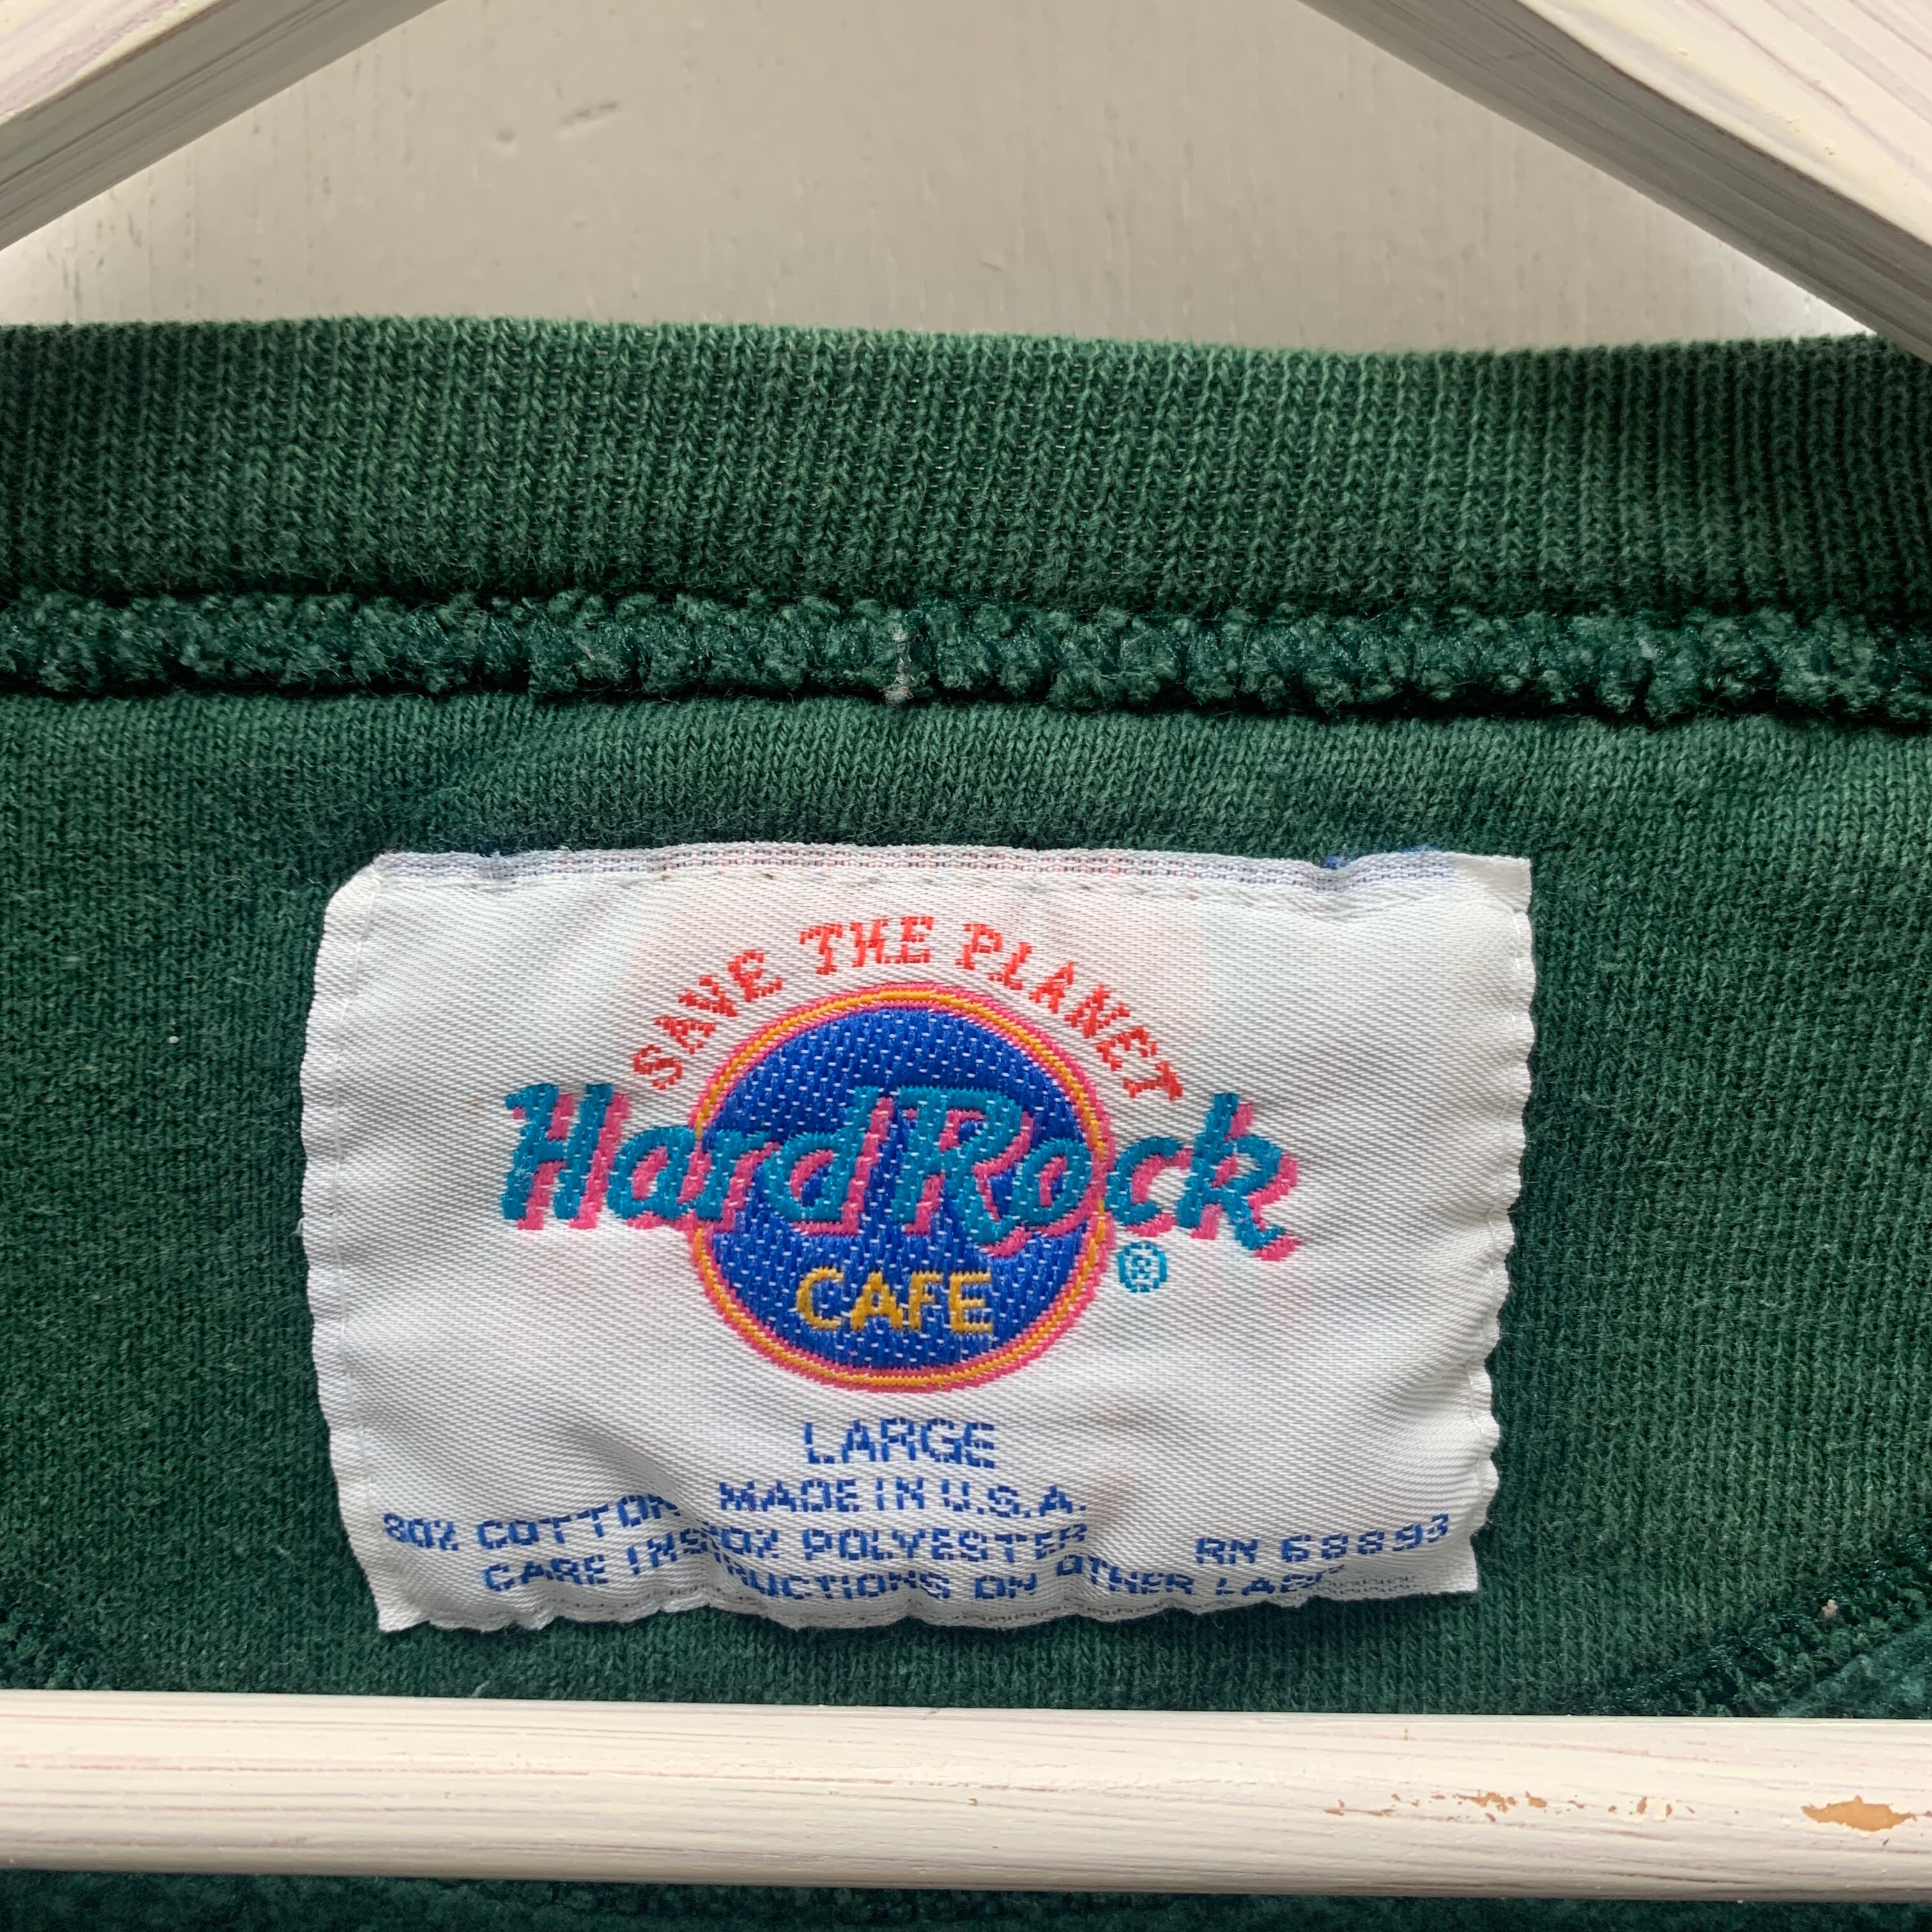 SAVE THE PLANET
Hard Rock ®
CAFE
LARGE
MADE IN U.S.A.
80% COTTON 20% POLYESTER RN 68893
CARE INSTRUCTIONS ON OTHER LABEL